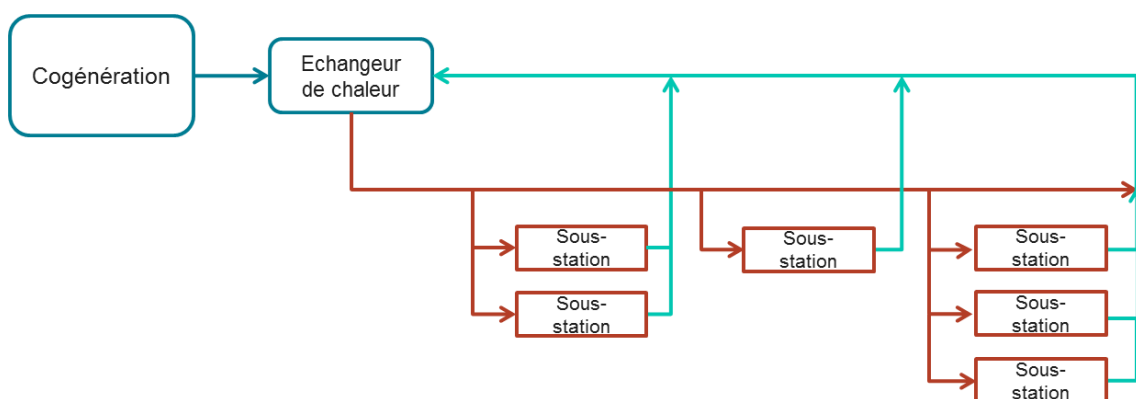 Cogénération
Echangeur
de chaleur
Sous-
station
Sous-
station
Sous-
station
Sous-
station
Sous-
station
Sous-
station